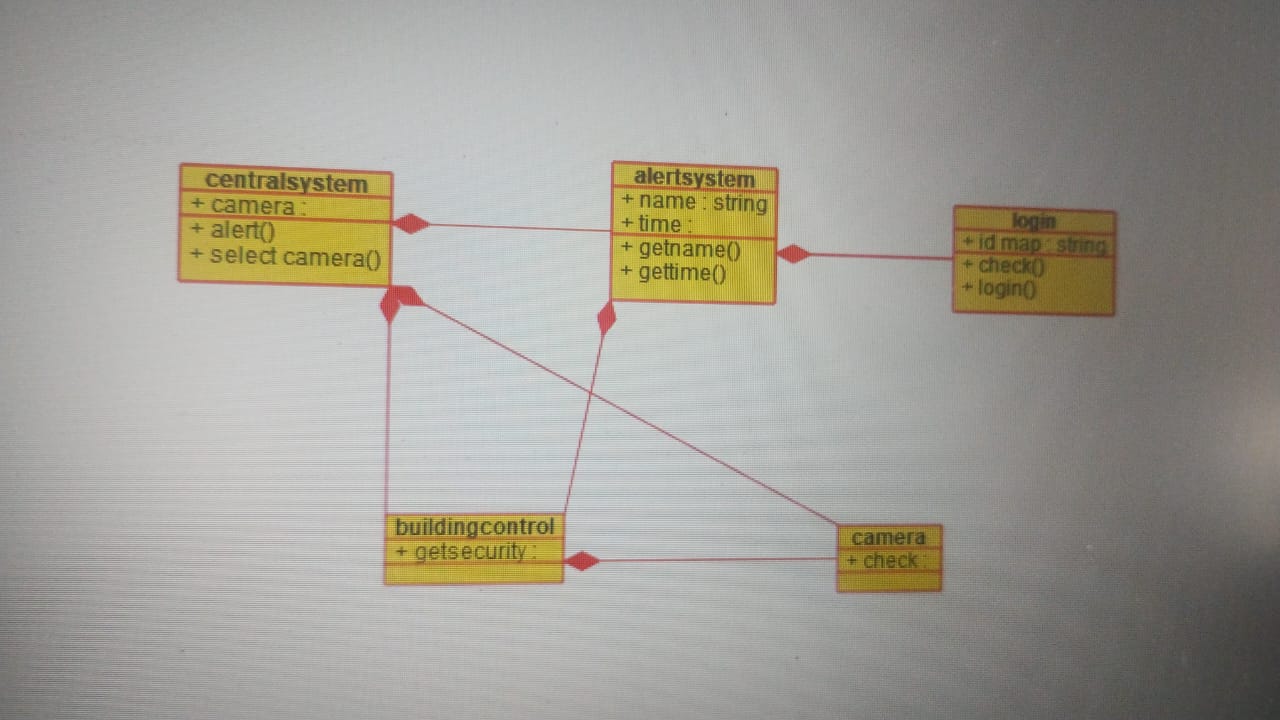 centralsystem
+ camera :
+ alert()
+ select camera()
alertsystem
+ name : string
+ time :
+ getname()
+ gettime()
login
+ id map : string
+ check()
+ login()
buildingcontrol
+ getsecurity :
camera
+ check :